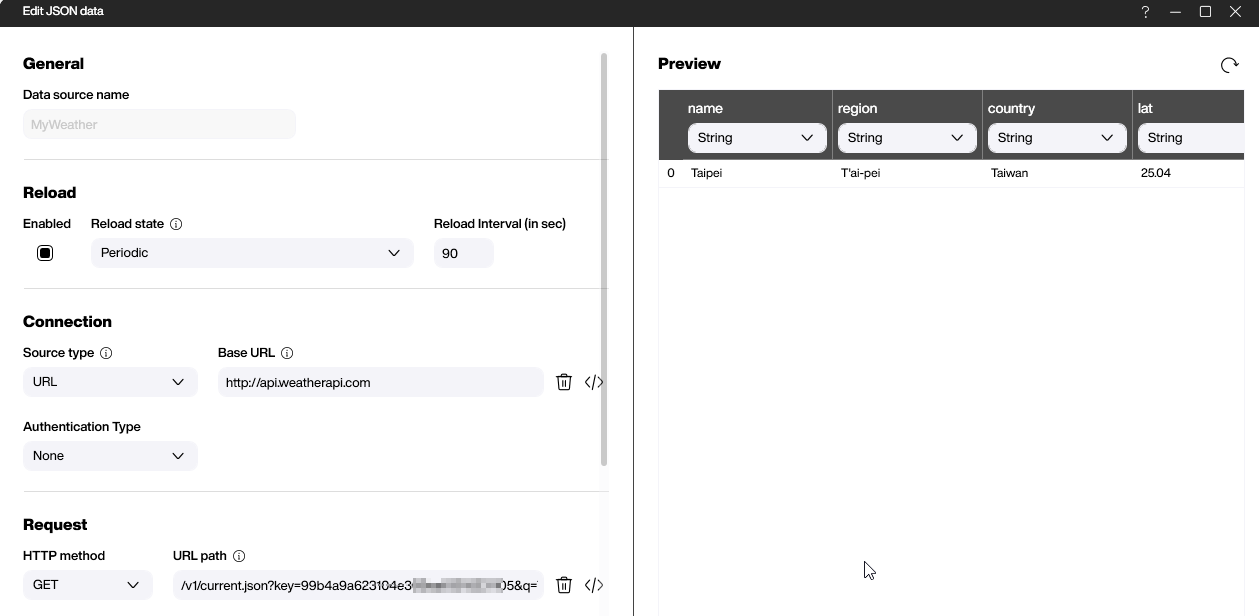 Edit JSON data
?
General
Data source name
MyWeather
Reload
Enabled Reload state Reload Interval (in sec)
Periodic 90
Connection
Source type Base URL
URL http://api.weatherapi.com </>
Authentication Type
None
Request
HTTP method URL path
GET /v1/current.json?key=99b4a9a623104e3 05&q= </>
Preview
name region country lat
String String String String
0 Taipei T'ai-pei Taiwan 25.04